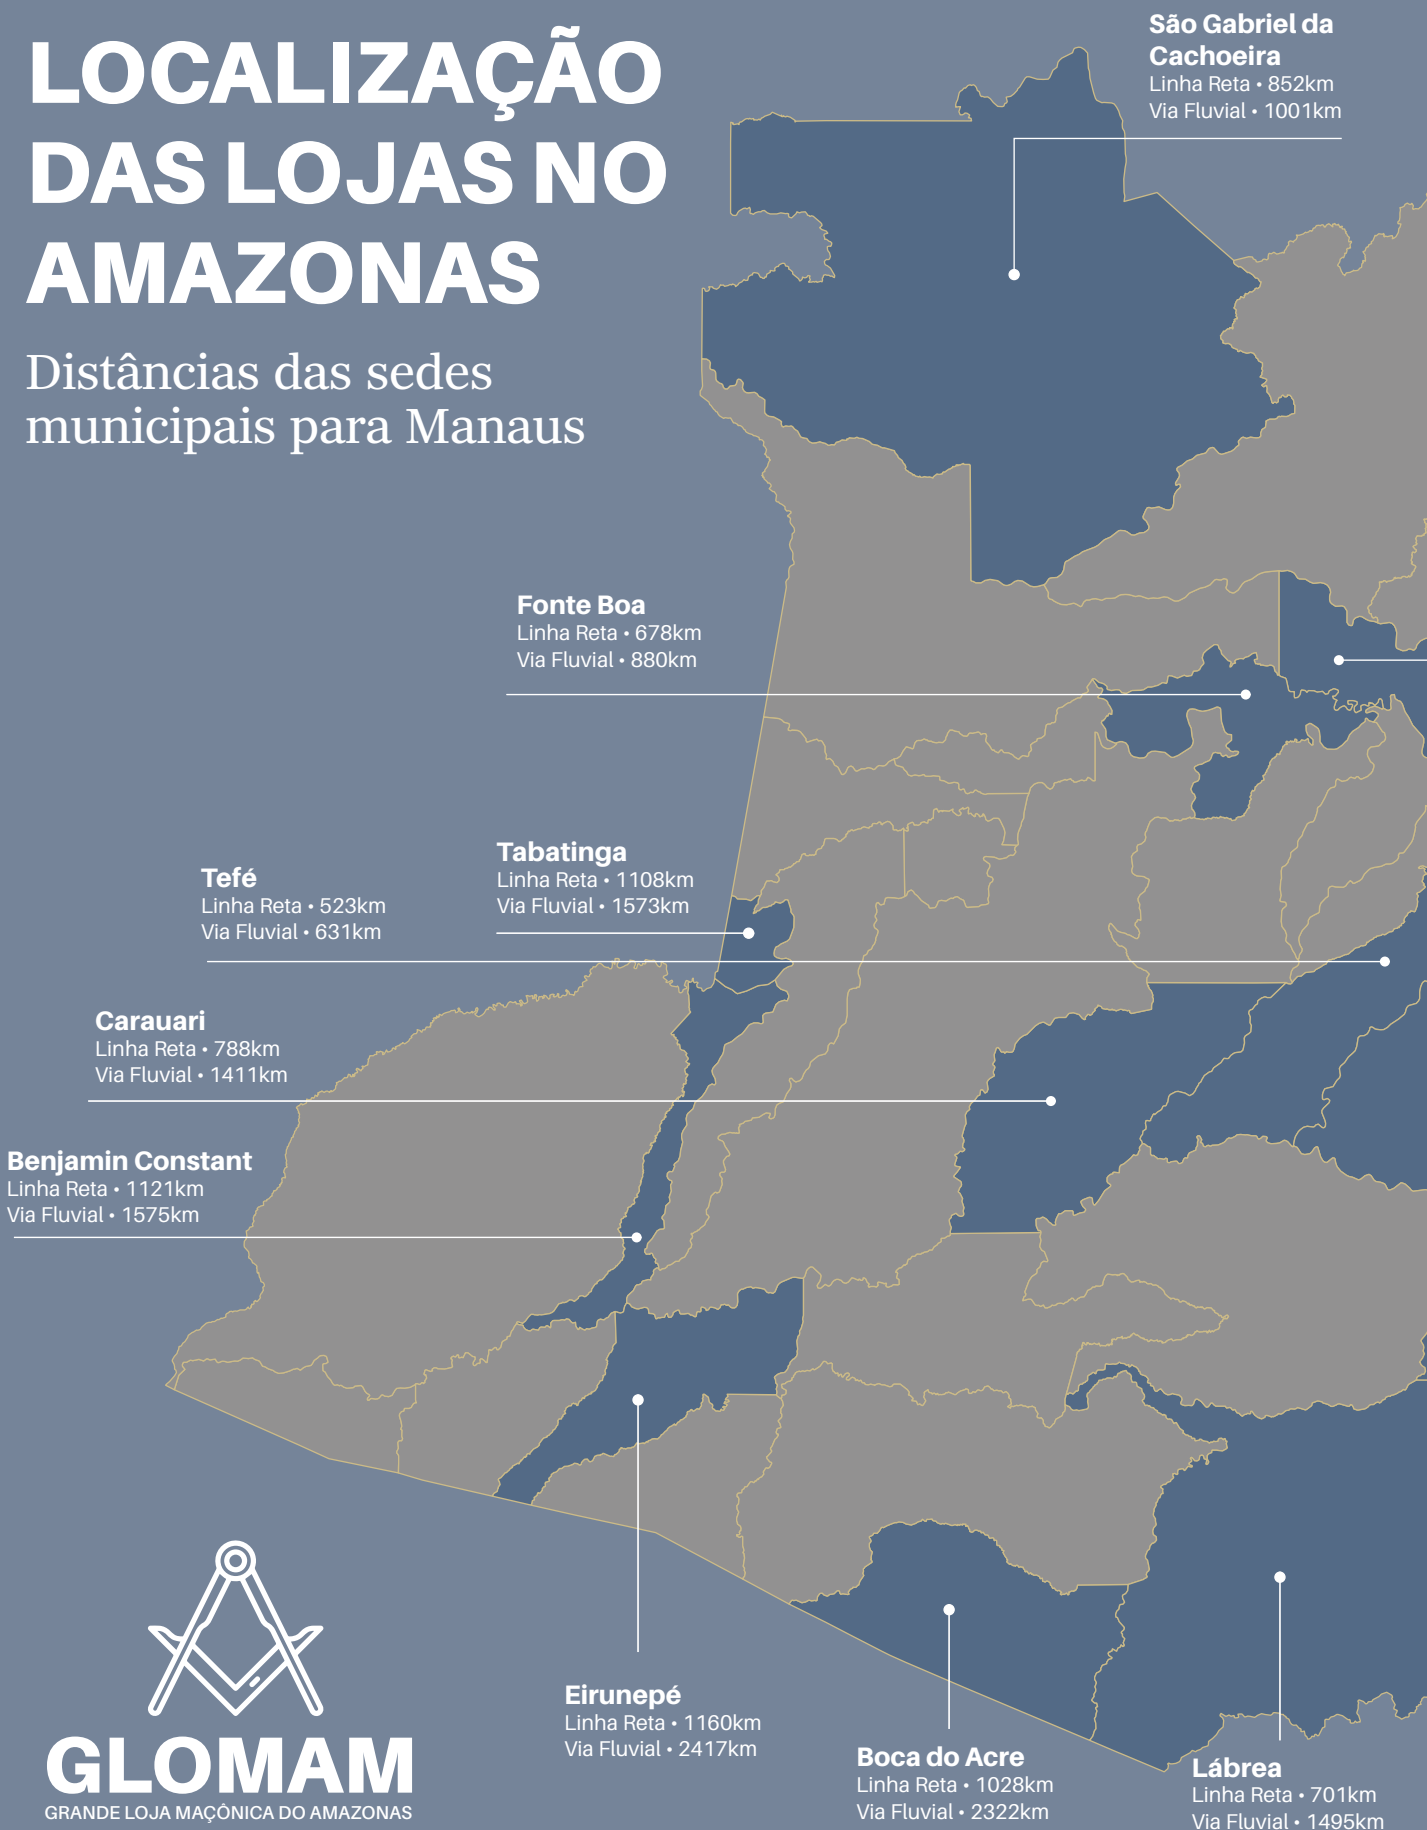 LOCALIZAÇÃO
DAS LOJAS NO
AMAZONAS
Distâncias das sedes
municipais para Manaus
São Gabriel da
Cachoeira
Linha Reta • 852km
Via Fluvial • 1001km
Fonte Boa
Linha Reta • 678km
Via Fluvial • 880km
Tabatinga
Linha Reta • 1108km
Via Fluvial • 1573km
Tefé
Linha Reta • 523km
Via Fluvial • 631km
Carauari
Linha Reta • 788km
Via Fluvial • 1411km
Benjamin Constant
Linha Reta • 1121km
Via Fluvial • 1575km
Eirunepé
Linha Reta • 1160km
Via Fluvial • 2417km
Boca do Acre
Linha Reta • 1028km
Via Fluvial • 2322km
Lábrea
Linha Reta • 701km
Via Fluvial • 1495km
GLOMAM
GRANDE LOJA MAÇÔNICA DO AMAZONAS